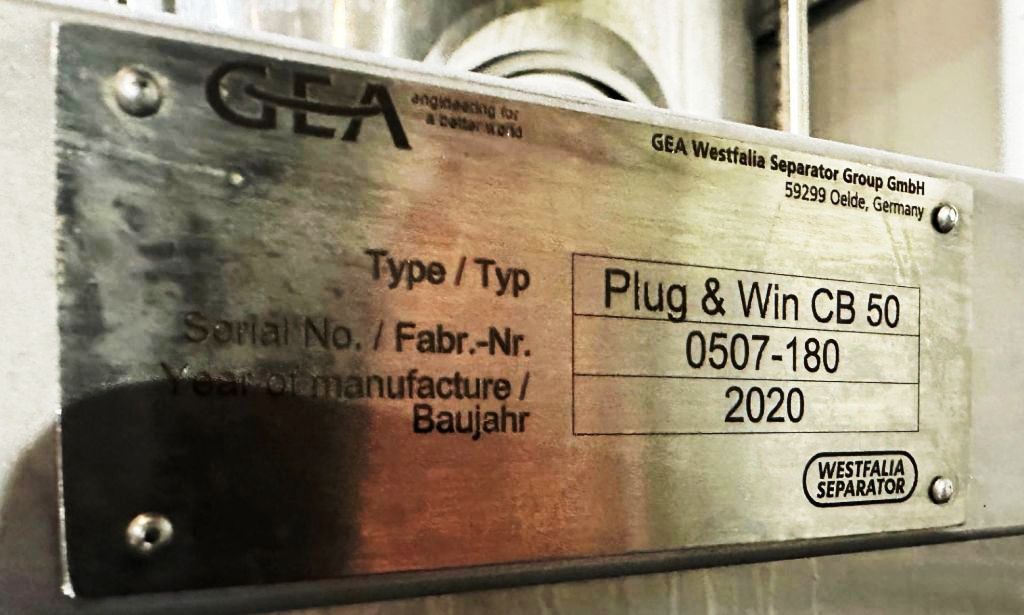 GEA
engineering for
a better world
GEA Westfalia Separator Group GmbH
59299 Oelde, Germany
Type / Typ
Plug & Win CB 50
Serial No. / Fabr.-Nr.
0507-180
Year of manufacture /
Baujahr
2020
WESTFALIA
SEPARATOR